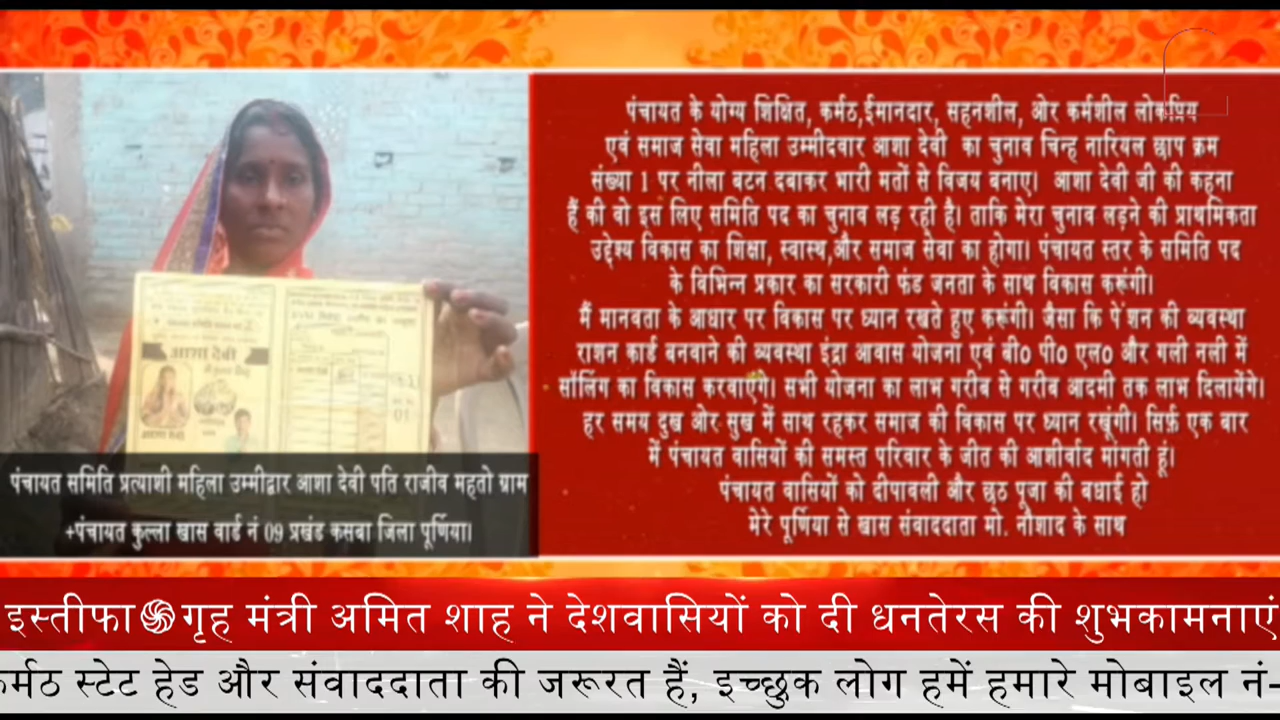 पंचायत के योग्य शिक्षित, कर्मठ,ईमानदार, सहनशील, ओर कर्मशील लोकप्रिय
एवं समाज सेवा महिला उम्मीदवार आशा देवी का चुनाव चिन्ह नारियल छाप क्रम
संख्या 1 पर नीला बटन दबाकर भारी मतों से विजय बनाए। आशा देवी जी की कहना
हैं की वो इस लिए समिति पद का चुनाव लड़ रही है। ताकि मेरा चुनाव लड़ने की प्राथमिकता
उद्देश्य विकास का शिक्षा, स्वास्थ,और समाज सेवा का होगा। पंचायत स्तर के समिति पद
के विभिन्न प्रकार का सरकारी फंड जनता के साथ विकास करूंगी।
मैं मानवता के आधार पर विकास पर ध्यान रखते हुए करूंगी। जैसा कि पेंशन की व्यवस्था
राशन कार्ड बनवाने की व्यवस्था इंद्रा आवास योजना एवं बी० पी० एल० और गली नली में
सॉलिंग का विकास करवाएंगे। सभी योजना का लाभ गरीब से गरीब आदमी तक लाभ दिलायेंगे।
हर समय दुख ओर सुख में साथ रहकर समाज की विकास पर ध्यान रखूंगी। सिर्फ़ एक बार
में पंचायत वासियों की समस्त परिवार के जीत की आशीर्वाद मांगती हूं।
पंचायत वासियों को दीपावली और छठ पूजा की बधाई हो
मेरे पूर्णिया से खास संवाददाता मो. नौशाद के साथ
आशा देवी
01
पंचायत समिति प्रत्याशी महिला उम्मीद्वार आशा देवी पति राजीव महतो ग्राम
+पंचायत कुल्ला खास वार्ड नं 09 प्रखंड कसबा जिला पूर्णिया।
इस्तीफा गृह मंत्री अमित शाह ने देशवासियों को दी धनतेरस की शुभकामनाएं
कर्मठ स्टेट हेड और संवाददाता की जरूरत हैं, इच्छुक लोग हमें हमारे मोबाइल नं-